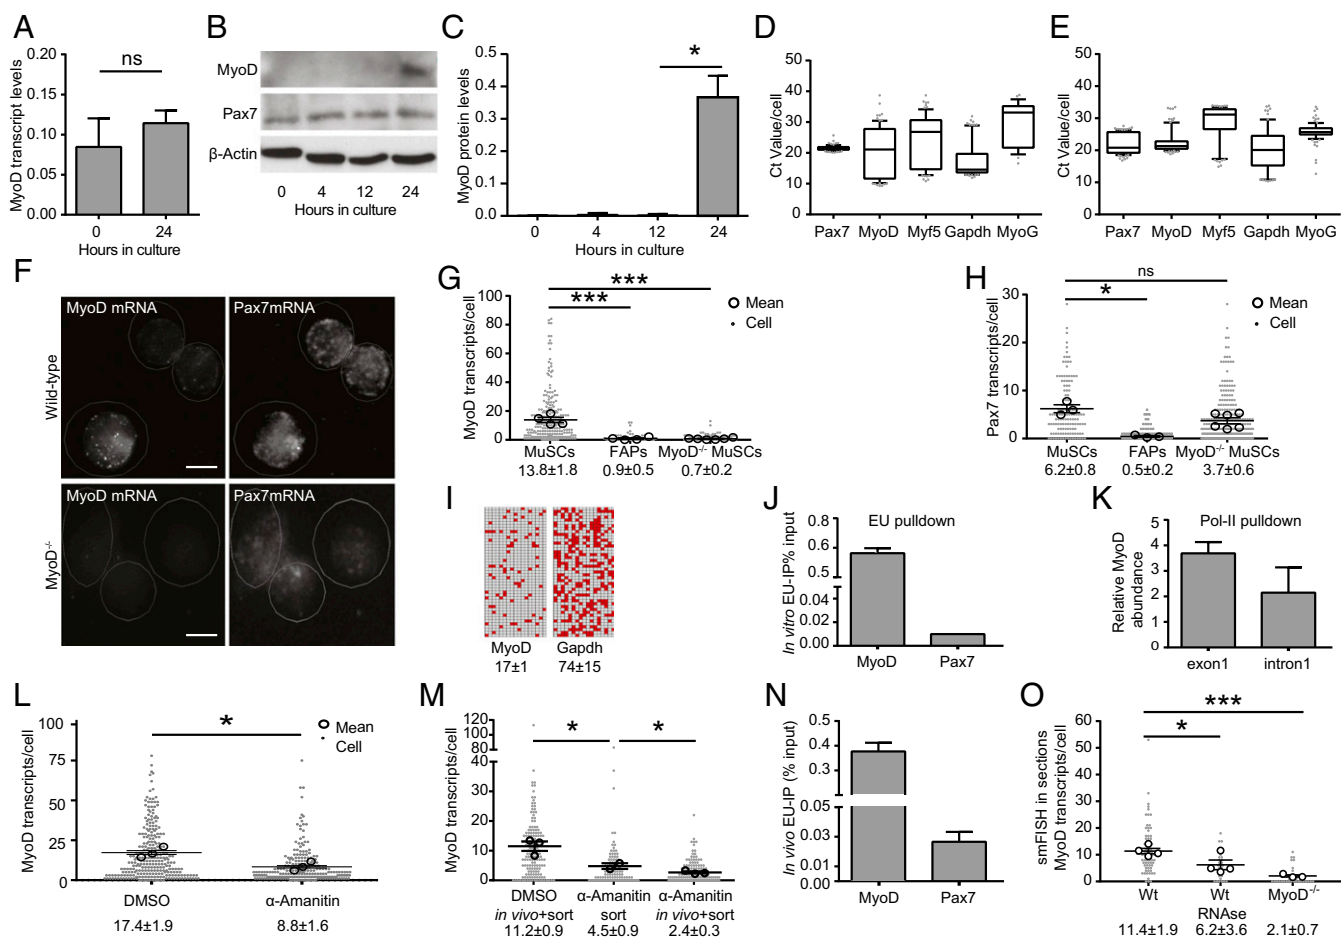 A
MyoD transcript levels
0.20
0.15
0.10
0.05
0.00
ns
0
24
Hours in culture
B
MyoD
Pax7
β-Actin
0
4
12
24
Hours in culture
C
MyoD protein levels
0.5
0.4
0.3
0.2
0.1
0.0
*
0
4
12
24
Hours in culture
D
Ct Value/cell
50
40
30
20
10
0
Pax7 MyoD Myf5 Gapdh MyoG
E
Ct Value/cell
50
40
30
20
10
0
Pax7 MyoD Myf5 Gapdh MyoG
F
Wild-type
MyoD mRNA
Pax7mRNA
MyoD-/-
MyoD mRNA
Pax7mRNA
G
MyoD transcripts/cell
100
80
60
40
20
0
***
***
Mean
Cell
MuSCs FAPs MyoD-/- MuSCs
13.8±1.8 0.9±0.5 0.7±0.2
H
Pax7 transcripts/cell
30
20
10
0
ns
*
Mean
Cell
MuSCs FAPs MyoD-/- MuSCs
6.2±0.8 0.5±0.2 3.7±0.6
I
MyoD Gapdh
17±1 74±15
J
EU pulldown
In vitro EU-IP% input
0.8
0.6
0.5
0.04
0.02
0.00
MyoD Pax7
K
Pol-II pulldown
Relative MyoD
abundance
5
4
3
2
1
0
exon1 intron1
L
MyoD transcripts/cell
100
75
50
25
0
*
Mean
Cell
DMSO α-Amanitin
17.4±1.9 8.8±1.6
M
MyoD transcripts/cell
120
100
80
60
40
20
10
0
*
*
DMSO α-Amanitin α-Amanitin
in vivo+sort sort in vivo+sort
11.2±0.9 4.5±0.9 2.4±0.3
N
In vivo EU-IP (% input)
0.5
0.4
0.3
0.05
0.03
0.01
0.00
MyoD Pax7
O
smFISH in sections
MyoD transcripts/cell
60
50
40
30
20
10
0
***
*
Wt Wt MyoD-/-
RNAse
11.4±1.9 6.2±3.6 2.1±0.7